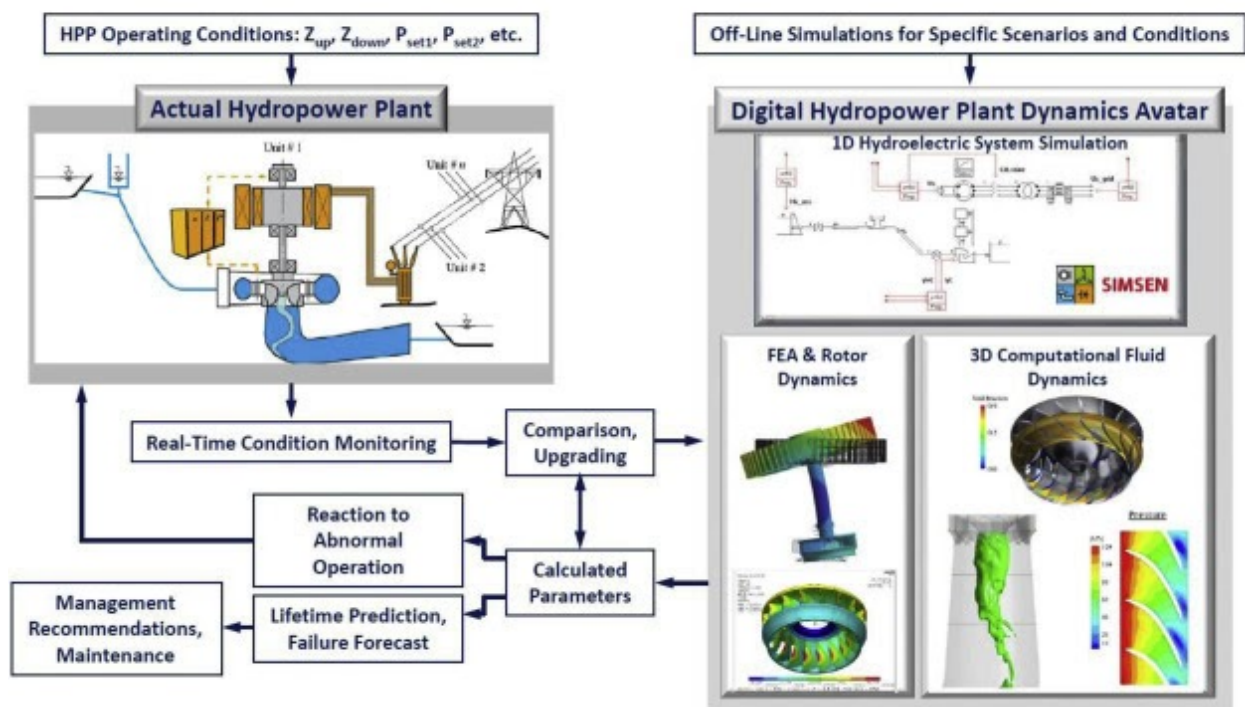 HPP Operating Conditions: Zup, Zdown, Pset1, Pset2, etc.
Off-Line Simulations for Specific Scenarios and Conditions
Actual Hydropower Plant
Unit # 1
Unit # n
Unit # 2
Digital Hydropower Plant Dynamics Avatar
1D Hydroelectric System Simulation
SIMSEN
FEA & Rotor
Dynamics
3D Computational Fluid
Dynamics
Pressure
Real-Time Condition Monitoring
Comparison,
Upgrading
Reaction to
Abnormal
Operation
Calculated
Parameters
Lifetime Prediction,
Failure Forecast
Management
Recommendations,
Maintenance